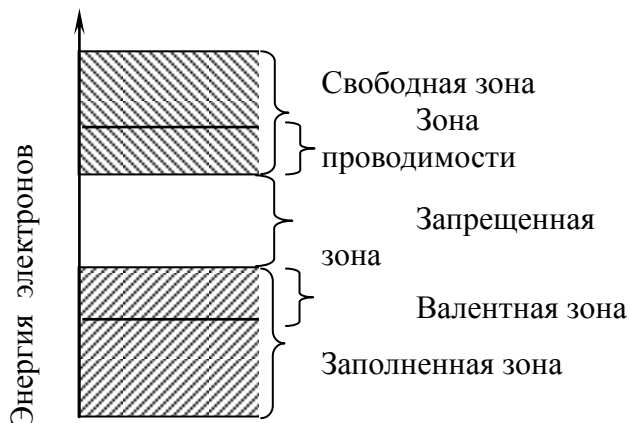 Свободная зона
Зона
проводимости
Запрещенная
зона
Валентная зона
Заполненная зона
Энергия электронов